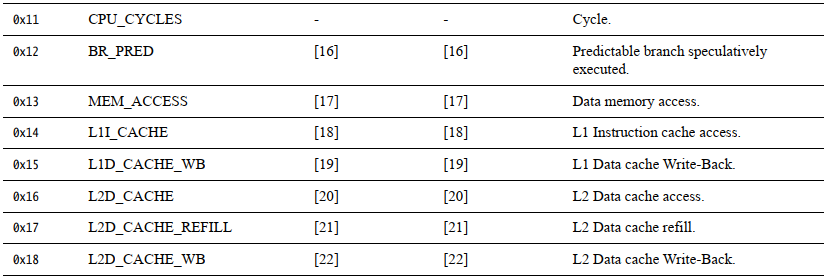 0x11 CPU_CYCLES - - Cycle.
0x12 BR_PRED [16] [16] Predictable branch speculatively
executed.
0x13 MEM_ACCESS [17] [17] Data memory access.
0x14 L1I_CACHE [18] [18] L1 Instruction cache access.
0x15 L1D_CACHE_WB [19] [19] L1 Data cache Write-Back.
0x16 L2D_CACHE [20] [20] L2 Data cache access.
0x17 L2D_CACHE_REFILL [21] [21] L2 Data cache refill.
0x18 L2D_CACHE_WB [22] [22] L2 Data cache Write-Back.